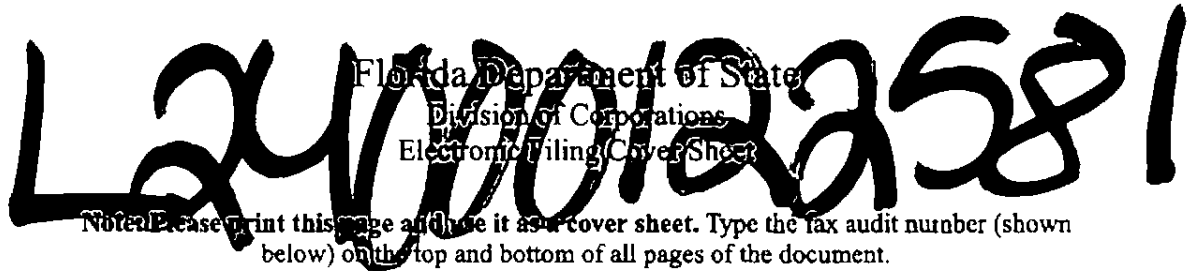 L24000122581
Florida Department of State
Division of Corporations
Electronic Filing Cover Sheet
Note: Please print this page and use it as a cover sheet. Type the fax audit number (shown
below) on the top and bottom of all pages of the document.